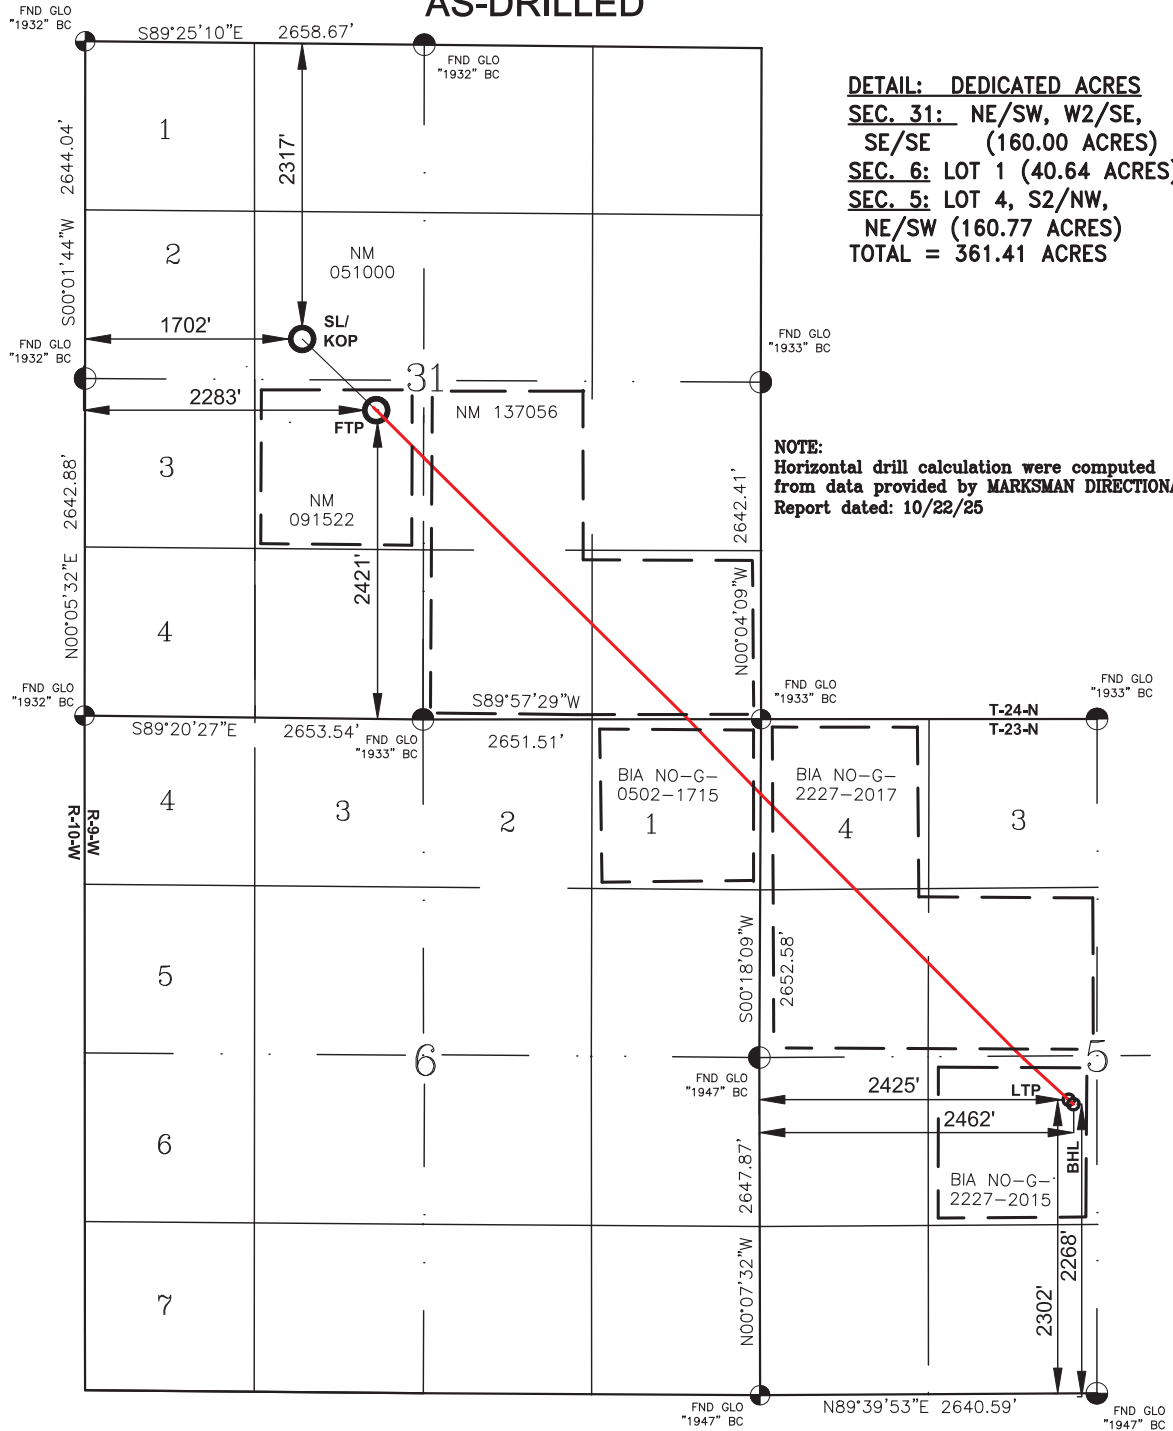 AS-DRILLED
FND GLO
"1932" BC
S89°25'10"E 2658.67'
FND GLO
"1932" BC
DETAIL: DEDICATED ACRES
SEC. 31: NE/SW, W2/SE,
SE/SE (160.00 ACRES)
SEC. 6: LOT 1 (40.64 ACRES)
SEC. 5: LOT 4, S2/NW,
NE/SW (160.77 ACRES)
TOTAL = 361.41 ACRES
1
2644.04'
2317'
S00°01'44"W
2
NM
051000
1702'
SL/
KOP
FND GLO
"1932" BC
FND GLO
"1933" BC
31
2283'
FTP
NM 137056
NOTE:
Horizontal drill calculation were computed
from data provided by MARKSMAN DIRECTIONA
Report dated: 10/22/25
3
2642.88'
NM
091522
2642.41'
2421'
N00°05'32"E
N00°04'09"W
4
FND GLO
"1932" BC
S89°57'29"W
FND GLO
"1933" BC
FND GLO
"1933" BC
T-24-N
T-23-N
S89°20'27"E 2653.54'
FND GLO
"1933" BC
2651.51'
R-9-W
R-10-W
4
3
2
BIA NO-G-
0502-1715
1
BIA NO-G-
2227-2017
4
3
5
S00°18'09"W
2652.58'
6
5
FND GLO
"1947" BC
2425'
LTP
2462'
BHL
6
2647.87'
BIA NO-G-
2227-2015
N00°07'32"W
2268'
2302'
7
FND GLO
"1947" BC
N89°39'53"E 2640.59'
FND GLO
"1947" BC